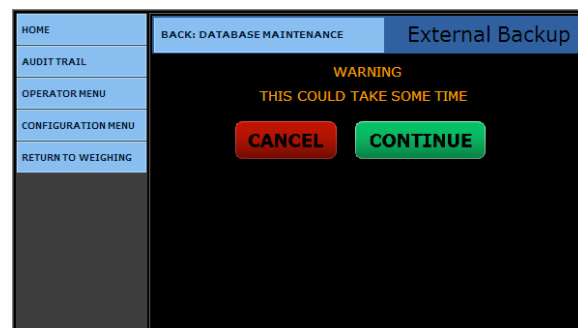 HOME
AUDIT TRAIL
OPERATOR MENU
CONFIGURATION MENU
RETURN TO WEIGHING
BACK: DATABASE MAINTENANCE
External Backup
WARNING
THIS COULD TAKE SOME TIME
CANCEL
CONTINUE